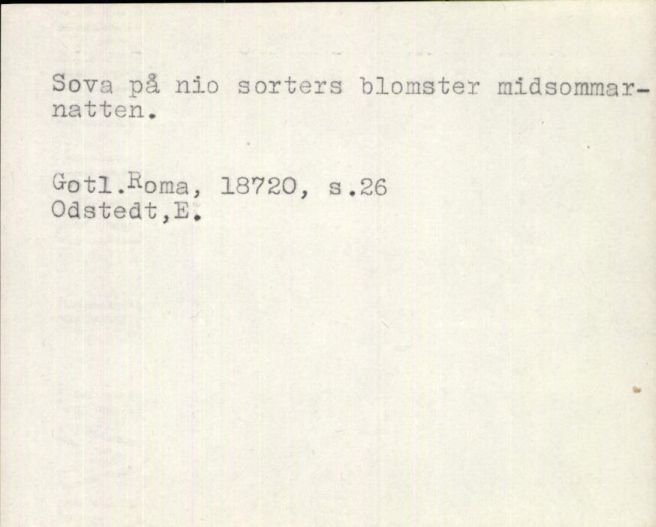 Sova på nio sorters blomster midsommar-
natten.
Gotl.Roma, 18720, s.26
Odstedt,E.